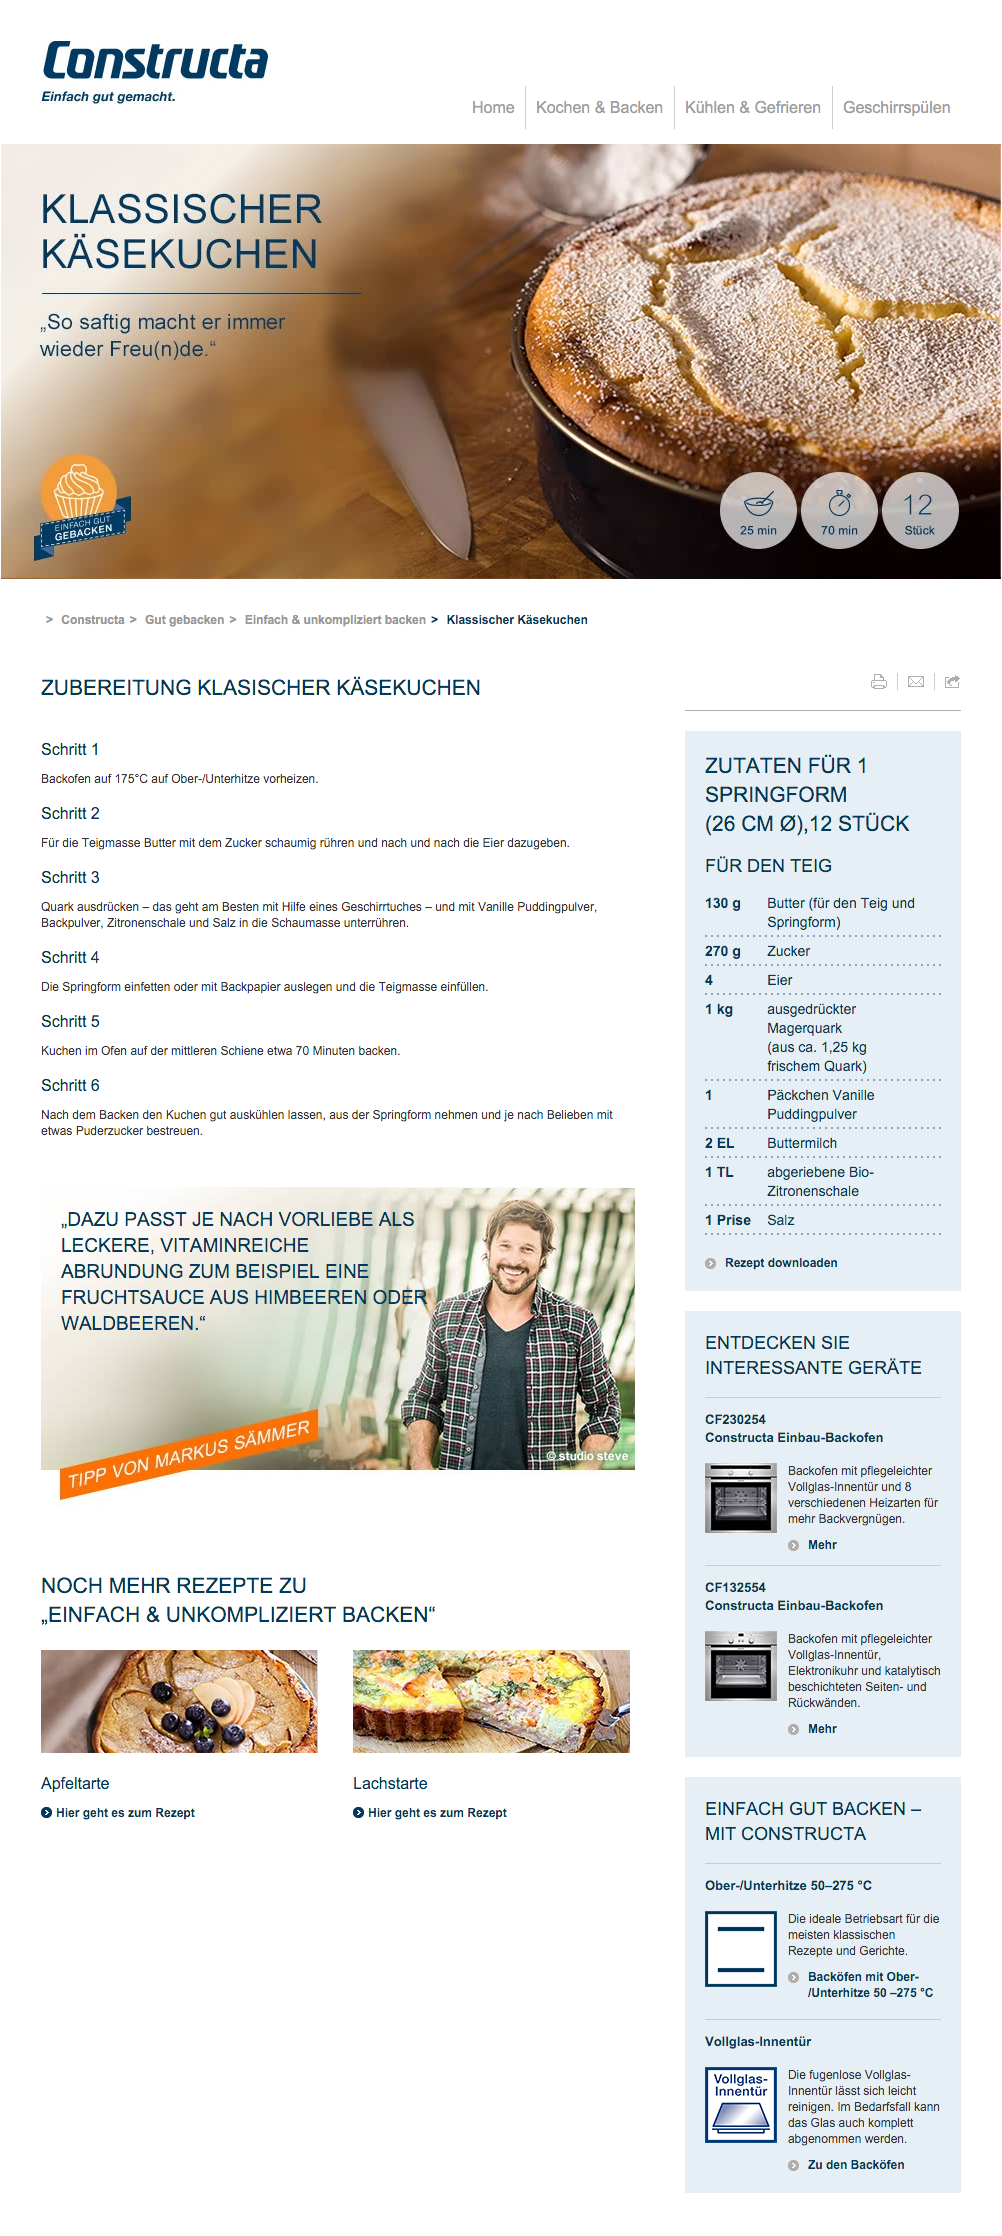 Constructa
Einfach gut gemacht.
Home
Kochen & Backen
Kühlen & Gefrieren
Geschirrspülen
KLASSISCHER
KÄSEKUCHEN
„So saftig macht er immer
wieder Freu(n)de.“
EINFACH GUT
GEBACKEN
25 min
70 min
12
Stück
> Constructa > Gut gebacken > Einfach & unkompliziert backen > Klassischer Käsekuchen
ZUBEREITUNG KLASISCHER KÄSEKUCHEN
Schritt 1
Backofen auf 175°C auf Ober-/Unterhitze vorheizen.
Schritt 2
Für die Teigmasse Butter mit dem Zucker schaumig rühren und nach und nach die Eier dazugeben.
Schritt 3
Quark ausdrücken – das geht am Besten mit Hilfe eines Geschirrtuches – und mit Vanille Puddingpulver,
Backpulver, Zitronenschale und Salz in die Schaumasse unterrühren.
Schritt 4
Die Springform einfetten oder mit Backpapier auslegen und die Teigmasse einfüllen.
Schritt 5
Kuchen im Ofen auf der mittleren Schiene etwa 70 Minuten backen.
Schritt 6
Nach dem Backen den Kuchen gut auskühlen lassen, aus der Springform nehmen und je nach Belieben mit
etwas Puderzucker bestreuen.
„DAZU PASST JE NACH VORLIEBE ALS
LECKERE, VITAMINREICHE
ABRUNDUNG ZUM BEISPIEL EINE
FRUCHTSAUCE AUS HIMBEEREN ODER
WALDBEEREN.“
TIPP VON MARKUS SÄMMER
© studio steve
NOCH MEHR REZEPTE ZU
„EINFACH & UNKOMPLIZIERT BACKEN“
Apfeltarte
Hier geht es zum Rezept
Lachstarte
Hier geht es zum Rezept
ZUTATEN FÜR 1
SPRINGFORM
(26 CM Ø),12 STÜCK
FÜR DEN TEIG
130 g Butter (für den Teig und
Springform)
270 g Zucker
4 Eier
1 kg ausgedrückter
Magerquark
(aus ca. 1,25 kg
frischem Quark)
1 Päckchen Vanille
Puddingpulver
2 EL Buttermilch
1 TL abgeriebene Bio-
Zitronenschale
1 Prise Salz
Rezept downloaden
ENTDECKEN SIE
INTERESSANTE GERÄTE
CF230254
Constructa Einbau-Backofen
Backofen mit pflegeleichter
Vollglas-Innentür und 8
verschiedenen Heizarten für
mehr Backvergnügen.
Mehr
CF132554
Constructa Einbau-Backofen
Backofen mit pflegeleichter
Vollglas-Innentür,
Elektronikuhr und katalytisch
beschichteten Seiten- und
Rückwänden.
Mehr
EINFACH GUT BACKEN –
MIT CONSTRUCTA
Ober-/Unterhitze 50–275 °C
Die ideale Betriebsart für die
meisten klassischen
Rezepte und Gerichte.
Backöfen mit Ober-
/Unterhitze 50 –275 °C
Vollglas-Innentür
Vollglas-
Innentür
Die fugenlose Vollglas-
Innentür lässt sich leicht
reinigen. Im Bedarfsfall kann
das Glas auch komplett
abgenommen werden.
Zu den Backöfen